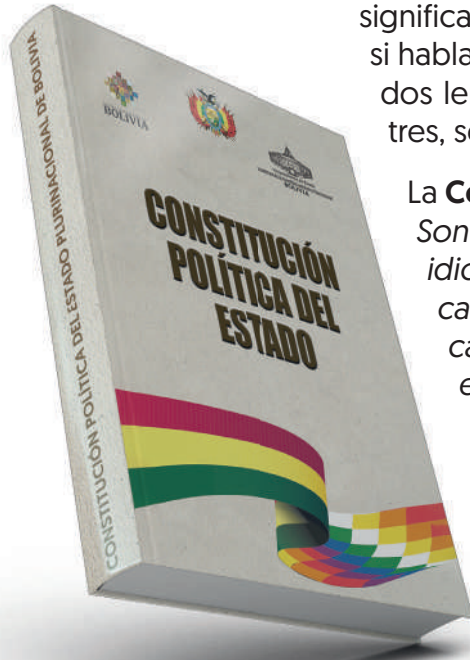 significa
si habla
dos le
tres, s
La Co
Son
idio
ca
ca
e
BOLIVIA
BOLIVIA
CONSTITUCIÓN
POLÍTICA DEL
ESTADO
CONSTITUCIÓN POLÍTICA DEL ESTADO PLURINACIONAL DE BOLIVIA